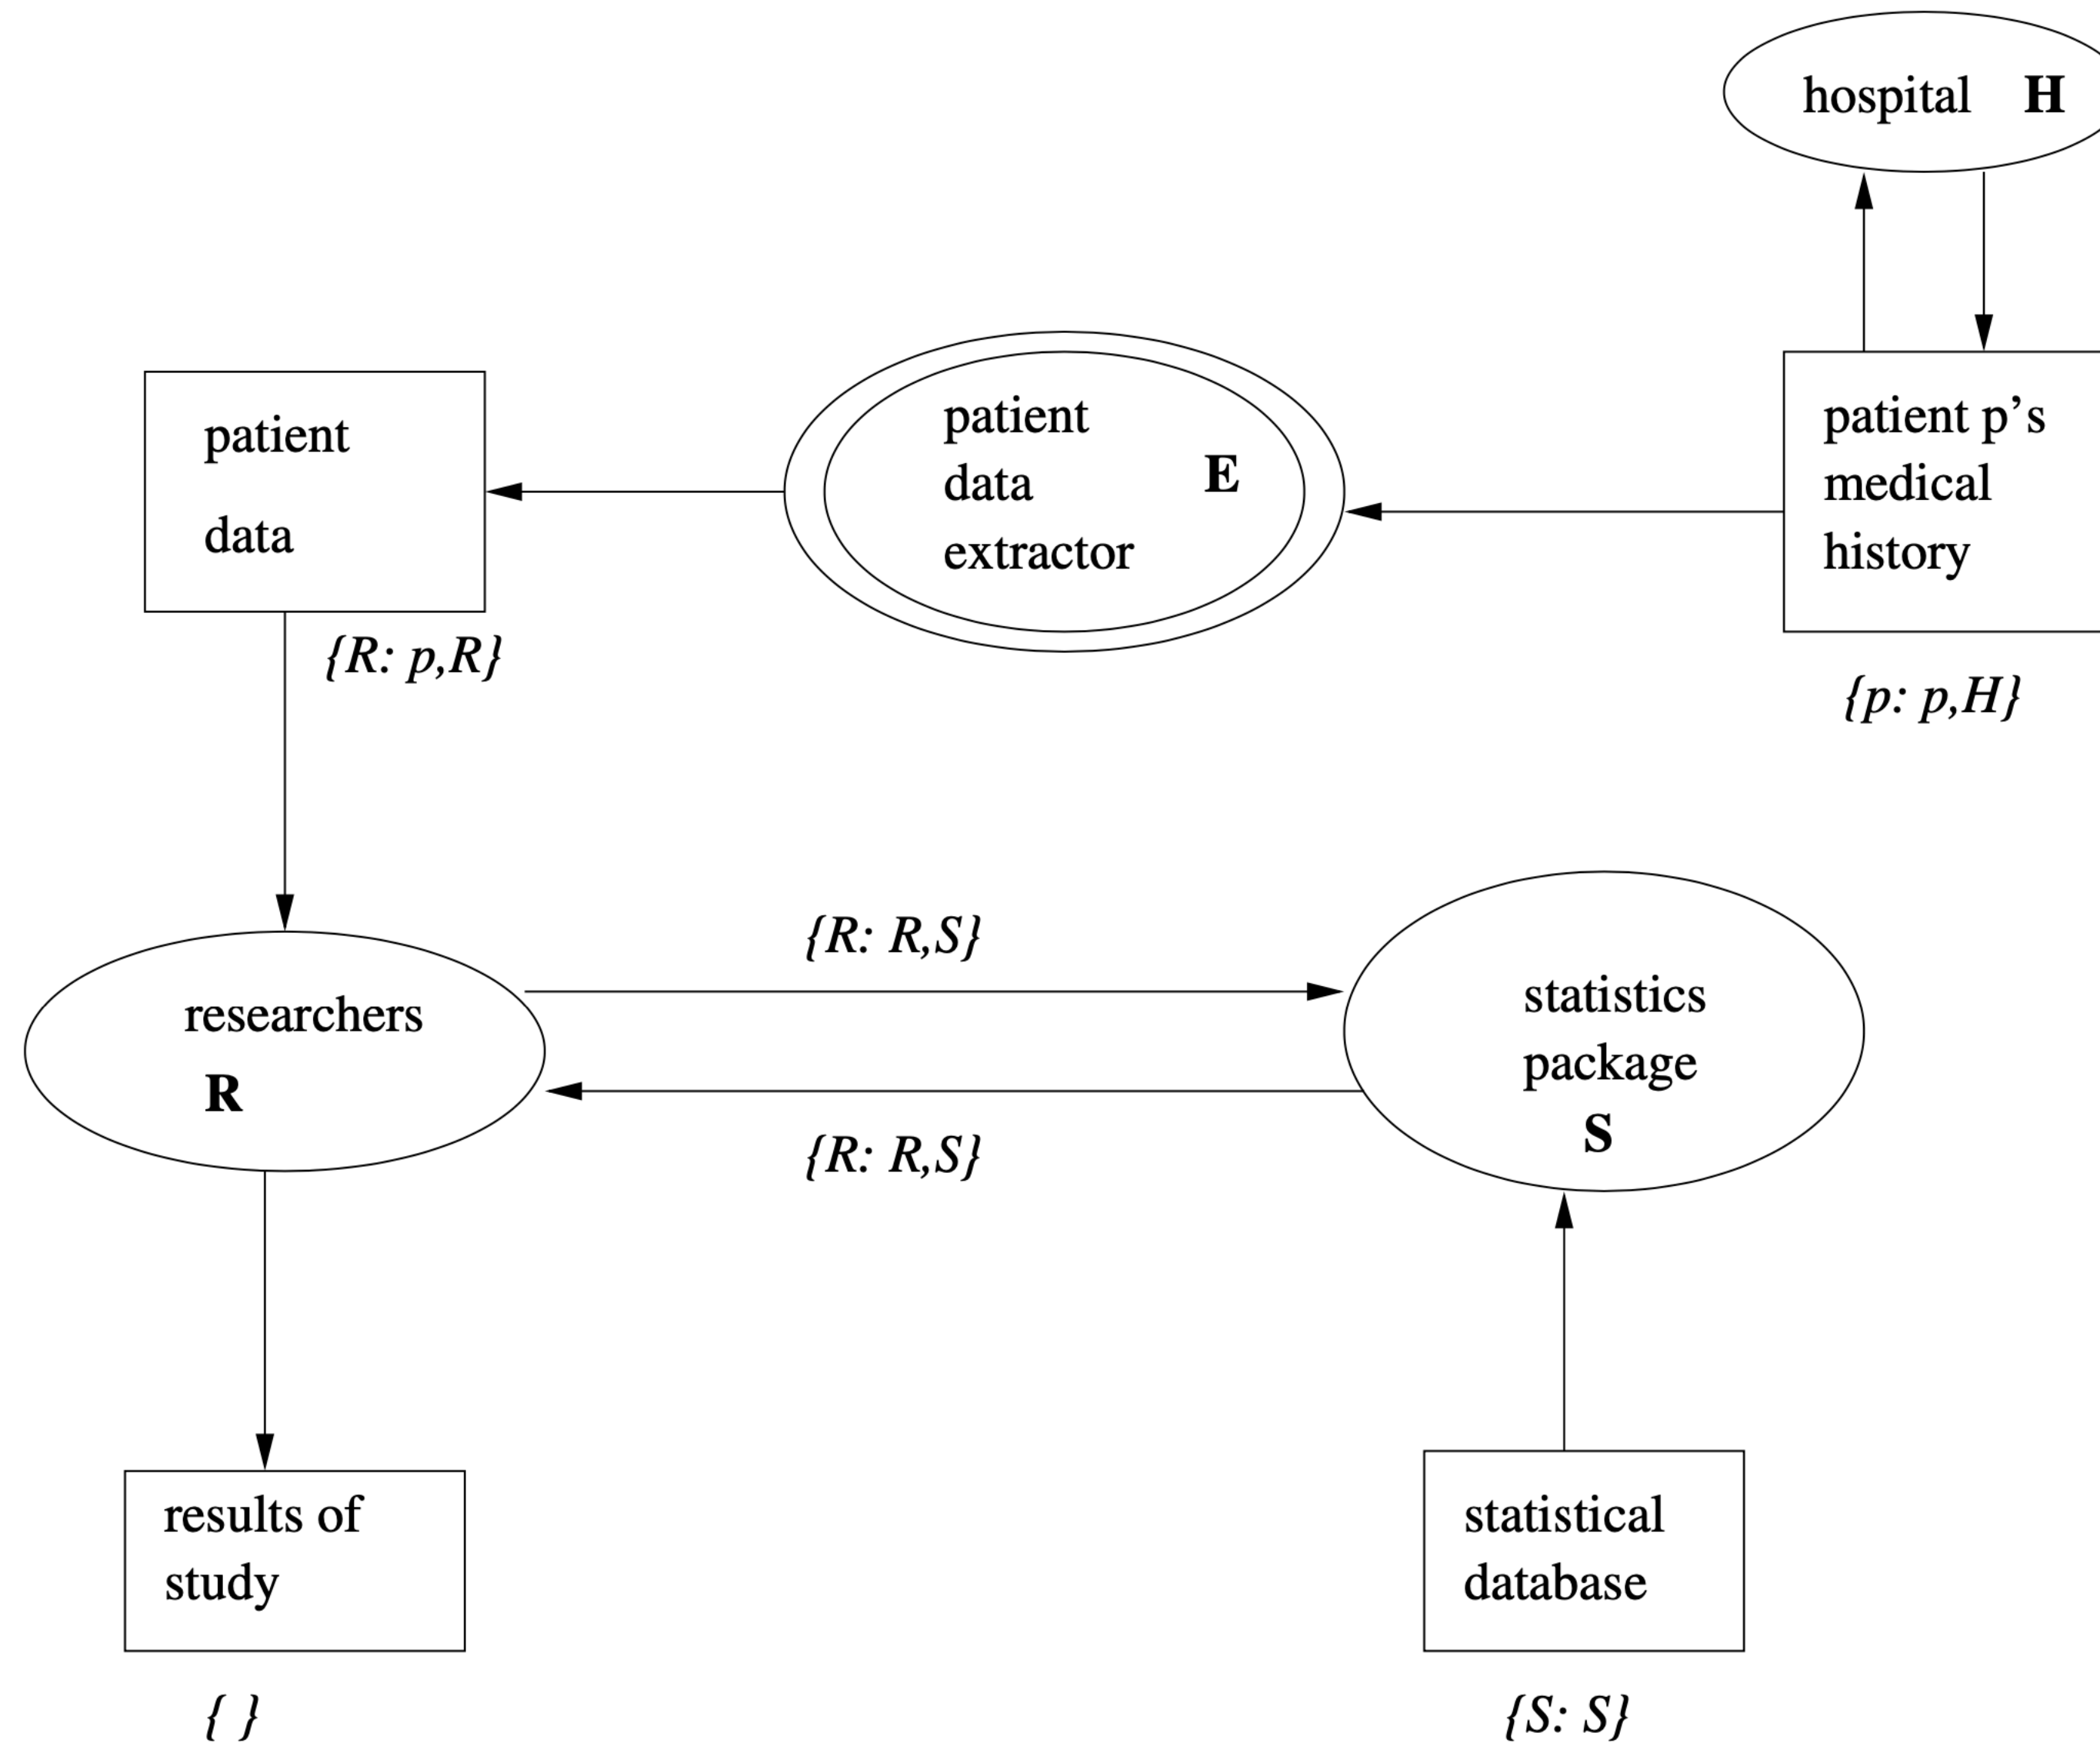 hospital H
patient
data
{R: p,R}
patient
data E
extractor
patient p's
medical
history
{p: p,H}
researchers
R
{R: R,S}
{R: R,S}
statistics
package
S
results of
study
{ }
statistical
database
{S: S}